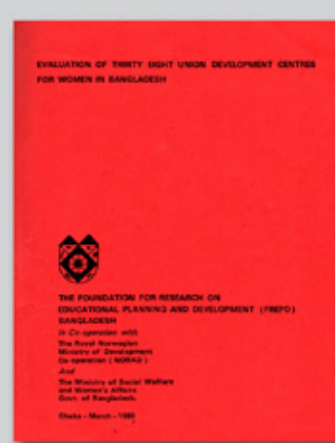 EVALUATION OF THIRTY EIGHT UNION DEVELOPMENT CENTRES
FOR WOMEN IN BANGLADESH
THE FOUNDATION FOR RESEARCH ON
EDUCATIONAL PLANNING AND DEVELOPMENT (FREPD)
BANGLADESH
in Co-operation with
The Royal Norwegian
Ministry of Development
Co-operation (NORAD)
And
The Ministry of Social Welfare
and Women's Affairs
Govt. of Bangladesh.
Dhaka - March -